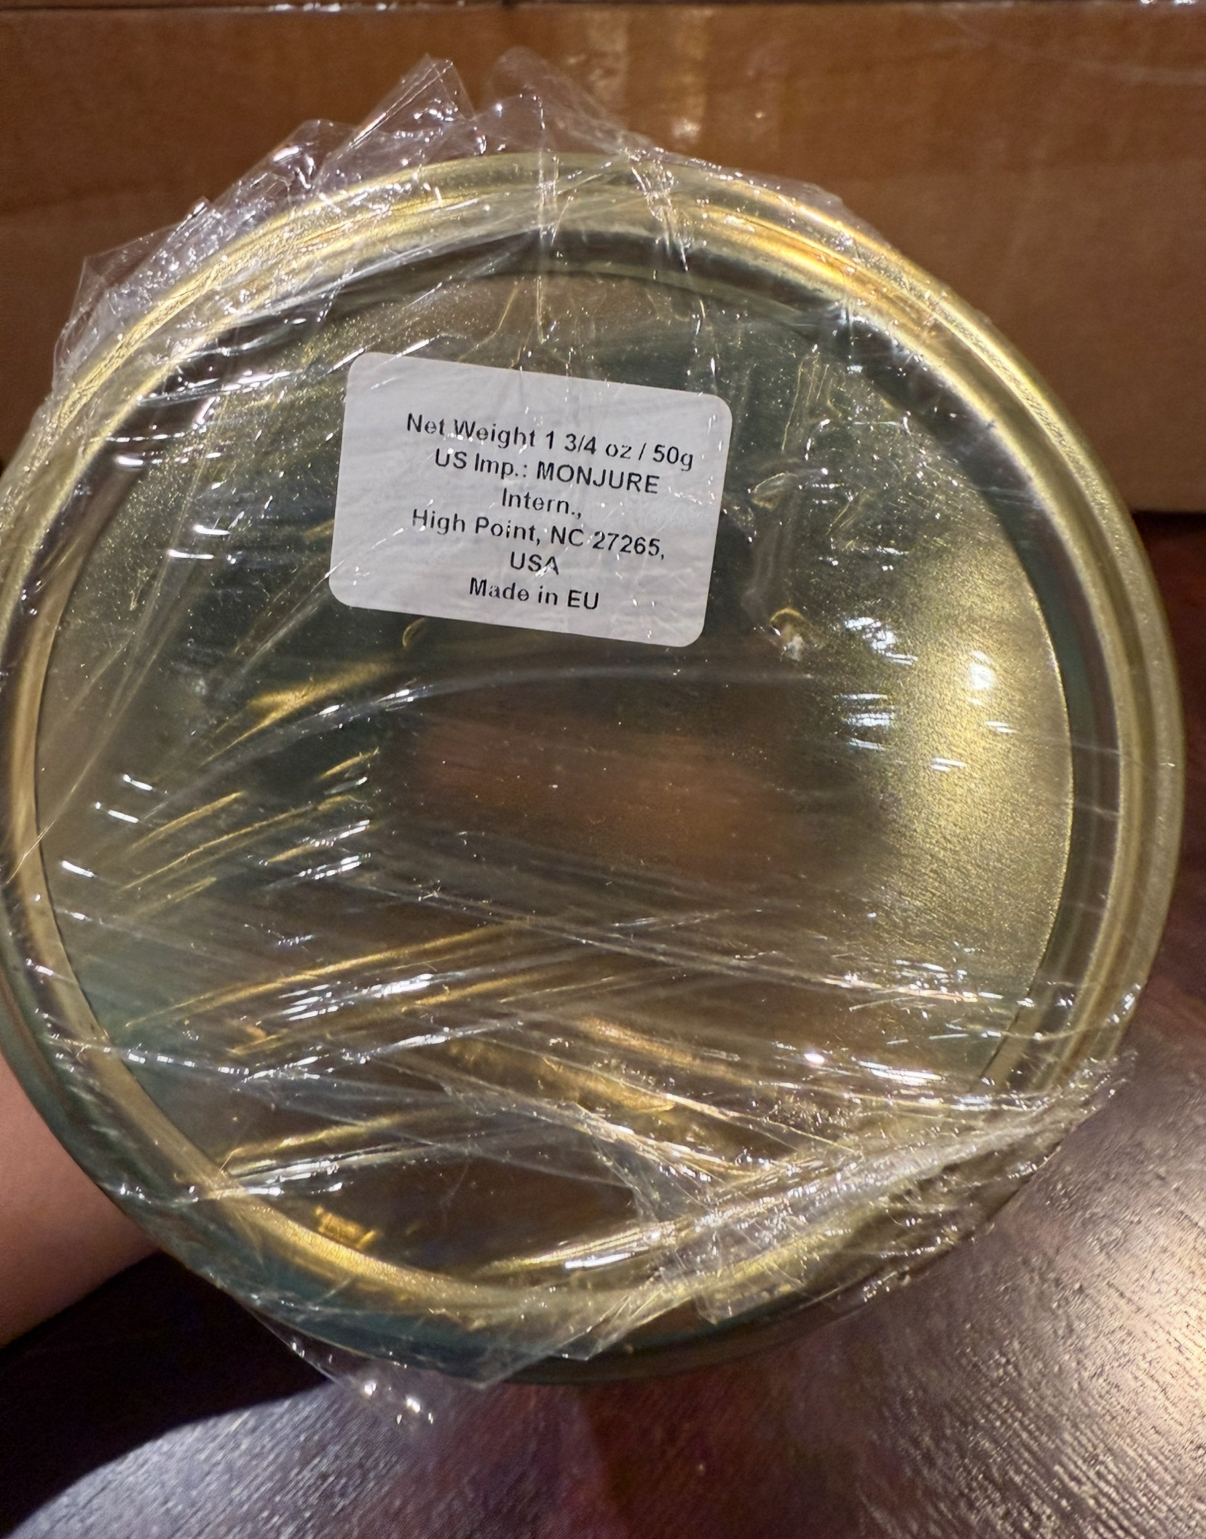 Net Weight 1 3/4 oz / 50g
US Imp.: MONJURE
Intern.,
High Point, NC 27265,
USA
Made in EU